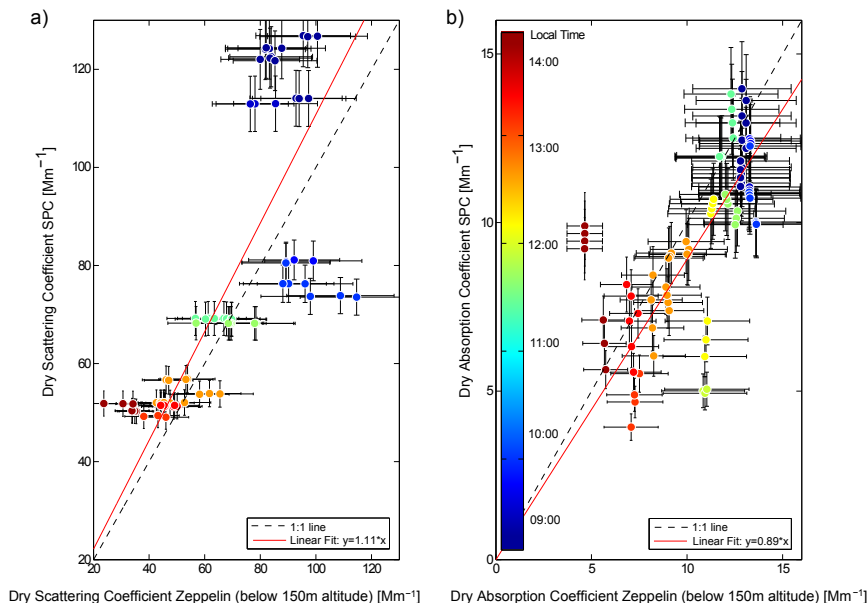 a)
Dry Scattering Coefficient SPC [Mm⁻¹]
120
100
80
60
40
20
20
40
60
80
100
120
1:1 line
Linear Fit: y=1.11*x
Dry Scattering Coefficient Zeppelin (below 150m altitude) [Mm⁻¹]
b)
Dry Absorption Coefficient SPC [Mm⁻¹]
15
10
5
0
0
5
10
15
Local Time
14:00
13:00
12:00
11:00
10:00
09:00
1:1 line
Linear Fit: y=0.89*x
Dry Absorption Coefficient Zeppelin (below 150m altitude) [Mm⁻¹]